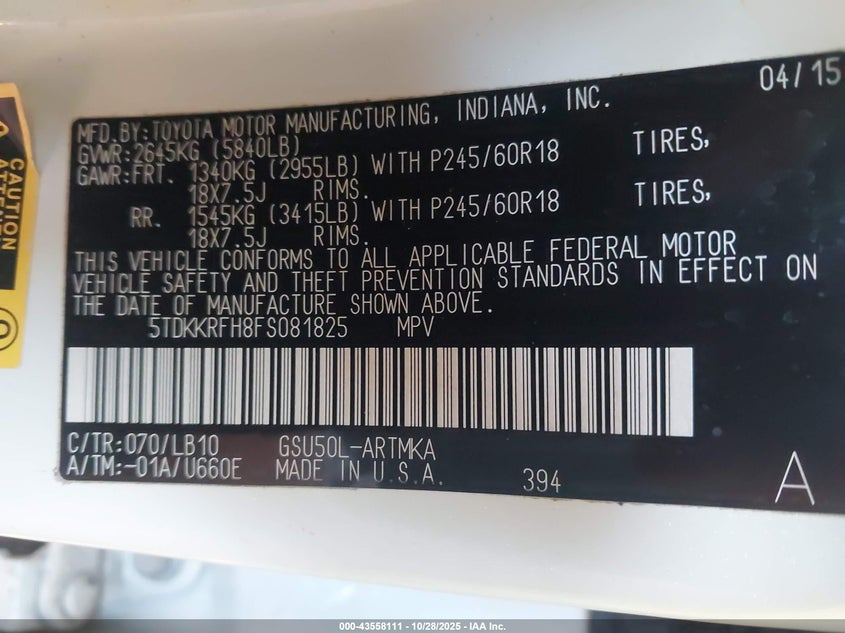 04/15
MFD.BY:TOYOTA MOTOR MANUFACTURING, INDIANA, INC.
GVWR:2645KG (5840LB)
GAWR:FRT. 1340KG (2955LB) WITH P245/60R18 TIRES,
18X7.5J RIMS.
RR. 1545KG (3415LB) WITH P245/60R18 TIRES,
18X7.5J RIMS.
THIS VEHICLE CONFORMS TO ALL APPLICABLE FEDERAL MOTOR
VEHICLE SAFETY AND THEFT PREVENTION STANDARDS IN EFFECT ON
THE DATE OF MANUFACTURE SHOWN ABOVE.
5TDKKRFH8FS081825 MPV
C/TR:070/LB10 GSU50L-ARTMKA
A/TM:-01A/U660E MADE IN U.S.A. 394
A
CAUTION
000-43558111 - 10/28/2025 - IAA Inc.